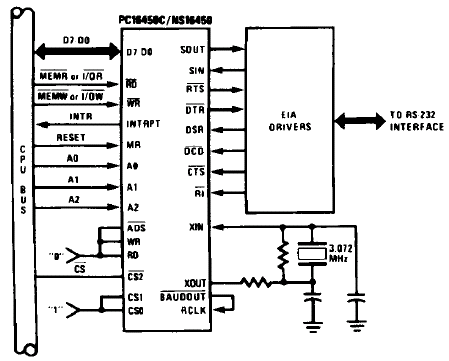 PC16450C/NS16450
D7 D0
D7 D0
MEMR or I/OR
RD
MEMW or I/OW
WR
INTR
INTRPT
RESET
MR
A0
A0
A1
A1
A2
A2
ADS
WR
RD
"0"
CS
CS2
CS1
"1"
CS0
CPU BUS
SOUT
SIN
RTS
DTR
DSR
DCD
CTS
RI
XIN
XOUT
BAUDOUT
RCLK
EIA
DRIVERS
TO RS-232
INTERFACE
3.072
MHz